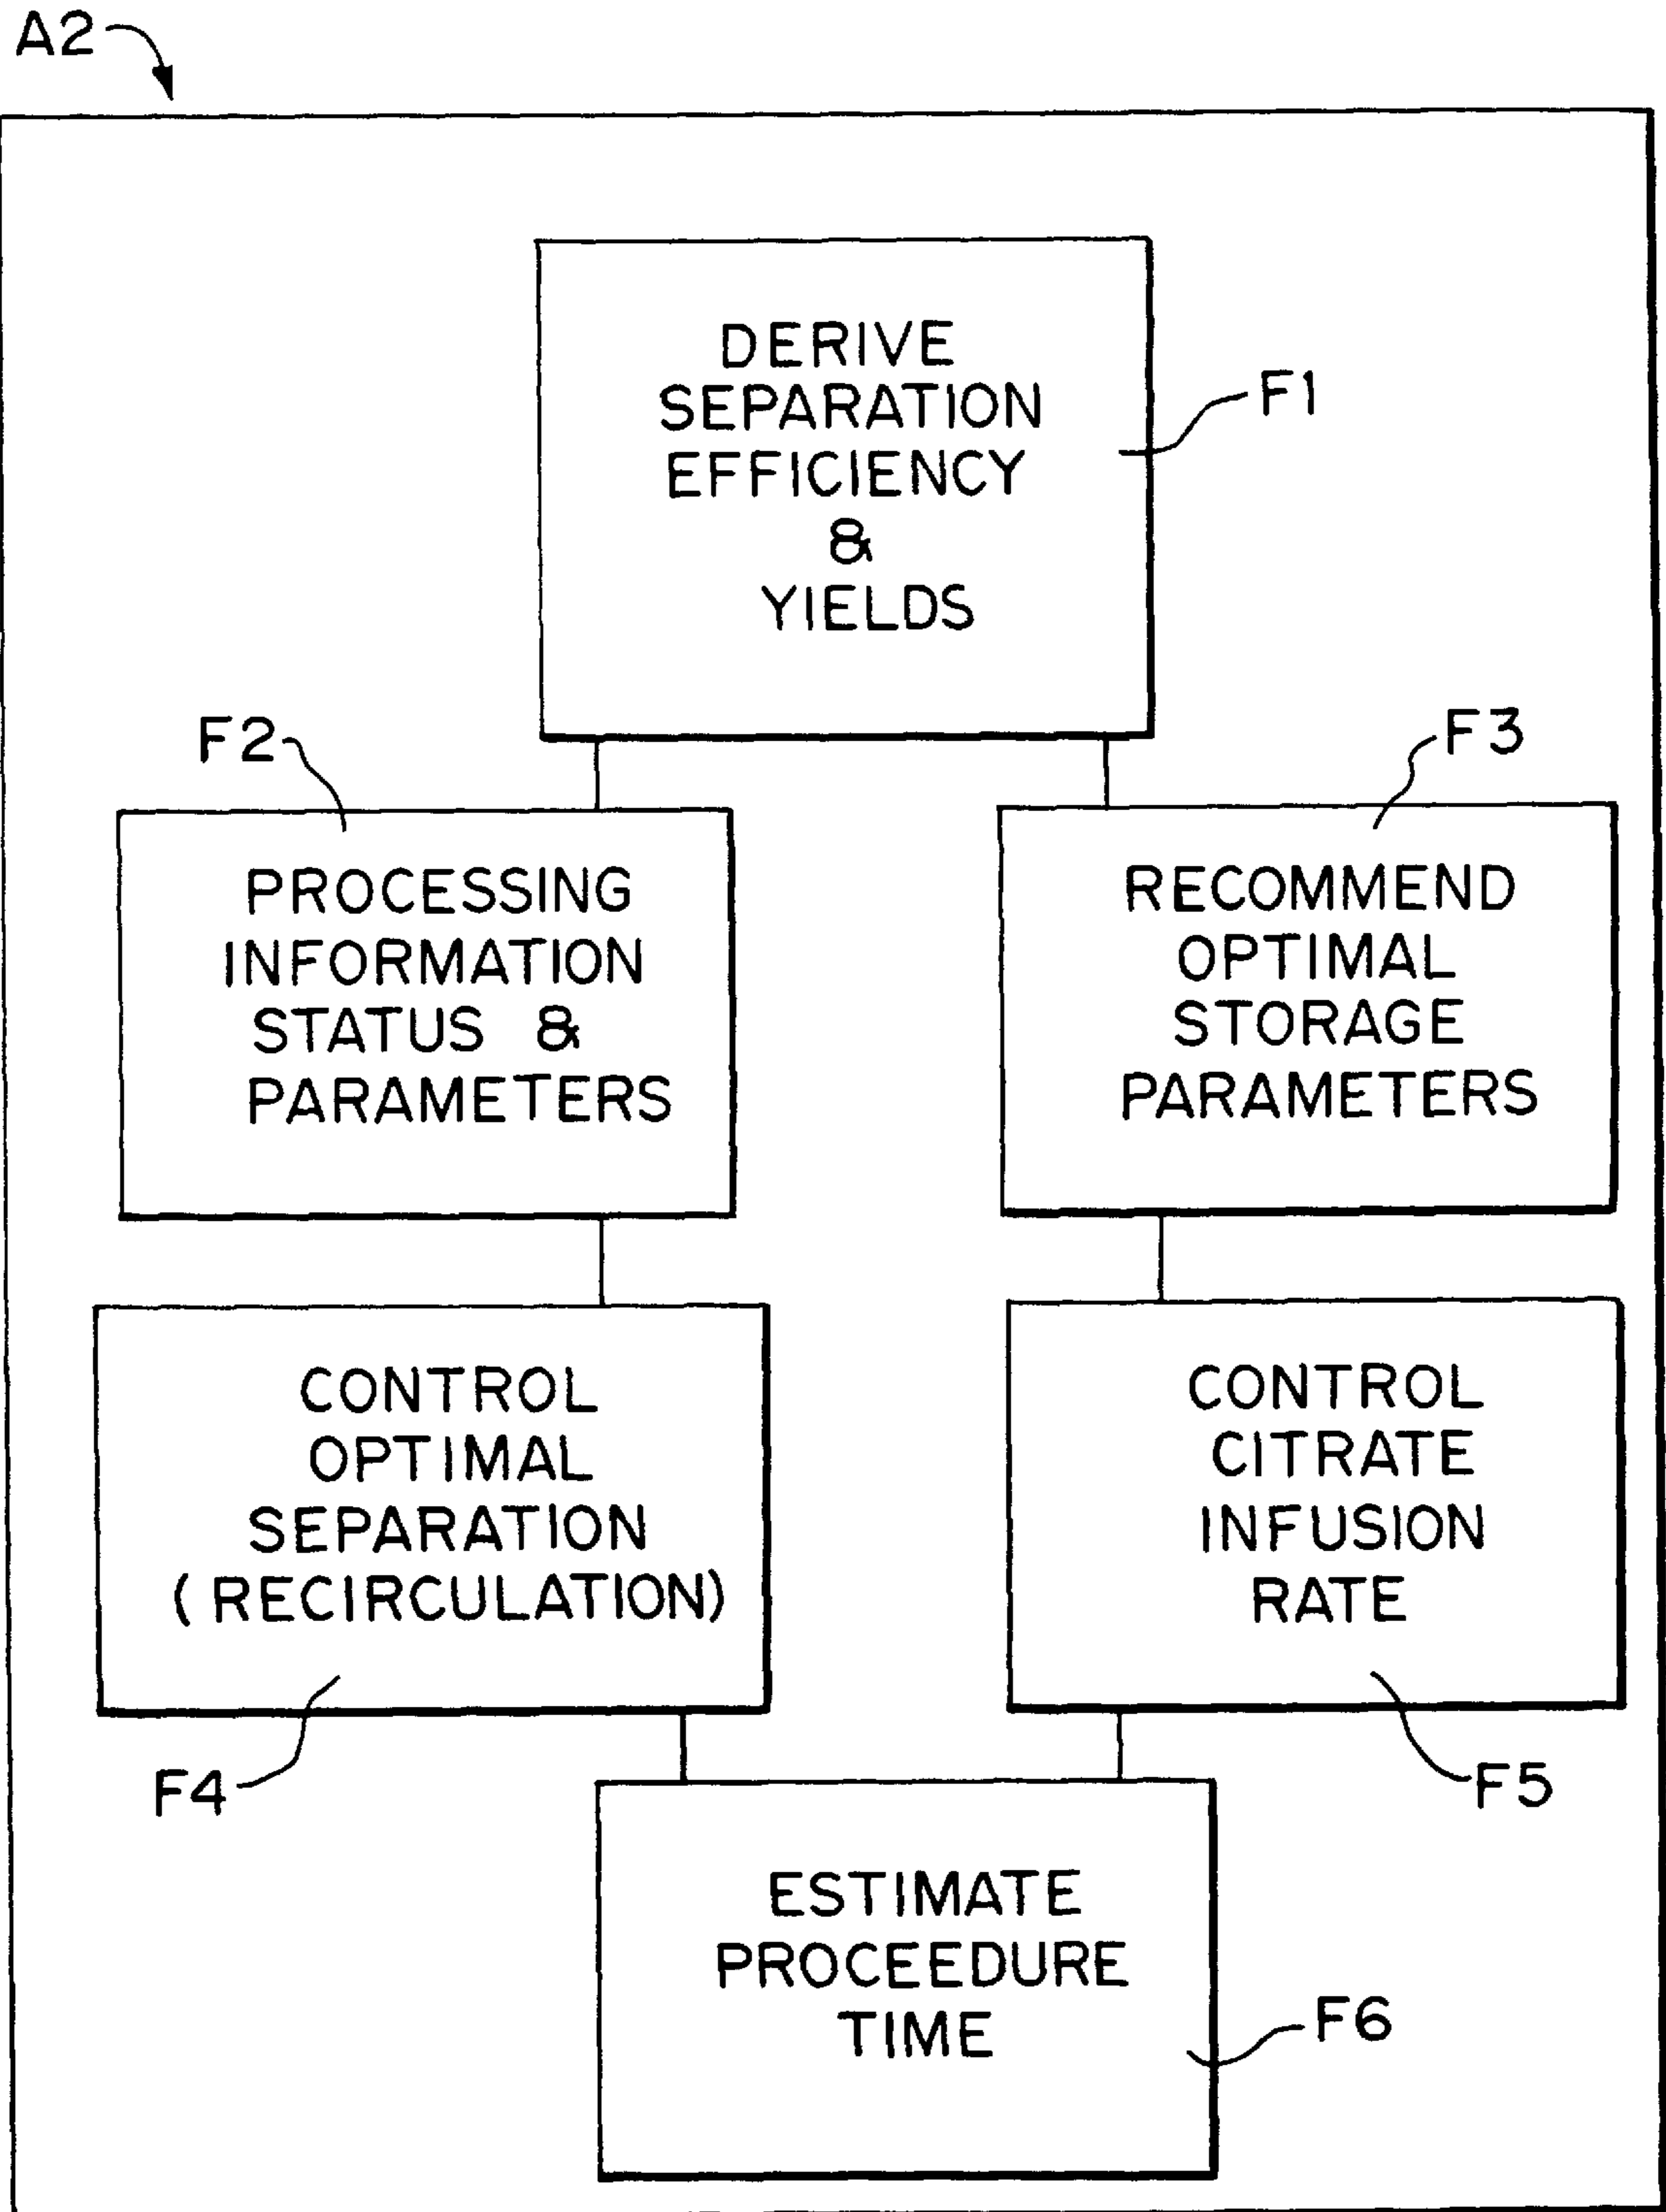 A2
DERIVE
SEPARATION
EFFICIENCY
&
YIELDS
F1
F2
PROCESSING
INFORMATION
STATUS &
PARAMETERS
F3
RECOMMEND
OPTIMAL
STORAGE
PARAMETERS
CONTROL
OPTIMAL
SEPARATION
(RECIRCULATION)
F4
CONTROL
CITRATE
INFUSION
RATE
F5
ESTIMATE
PROCEEDURE
TIME
F6